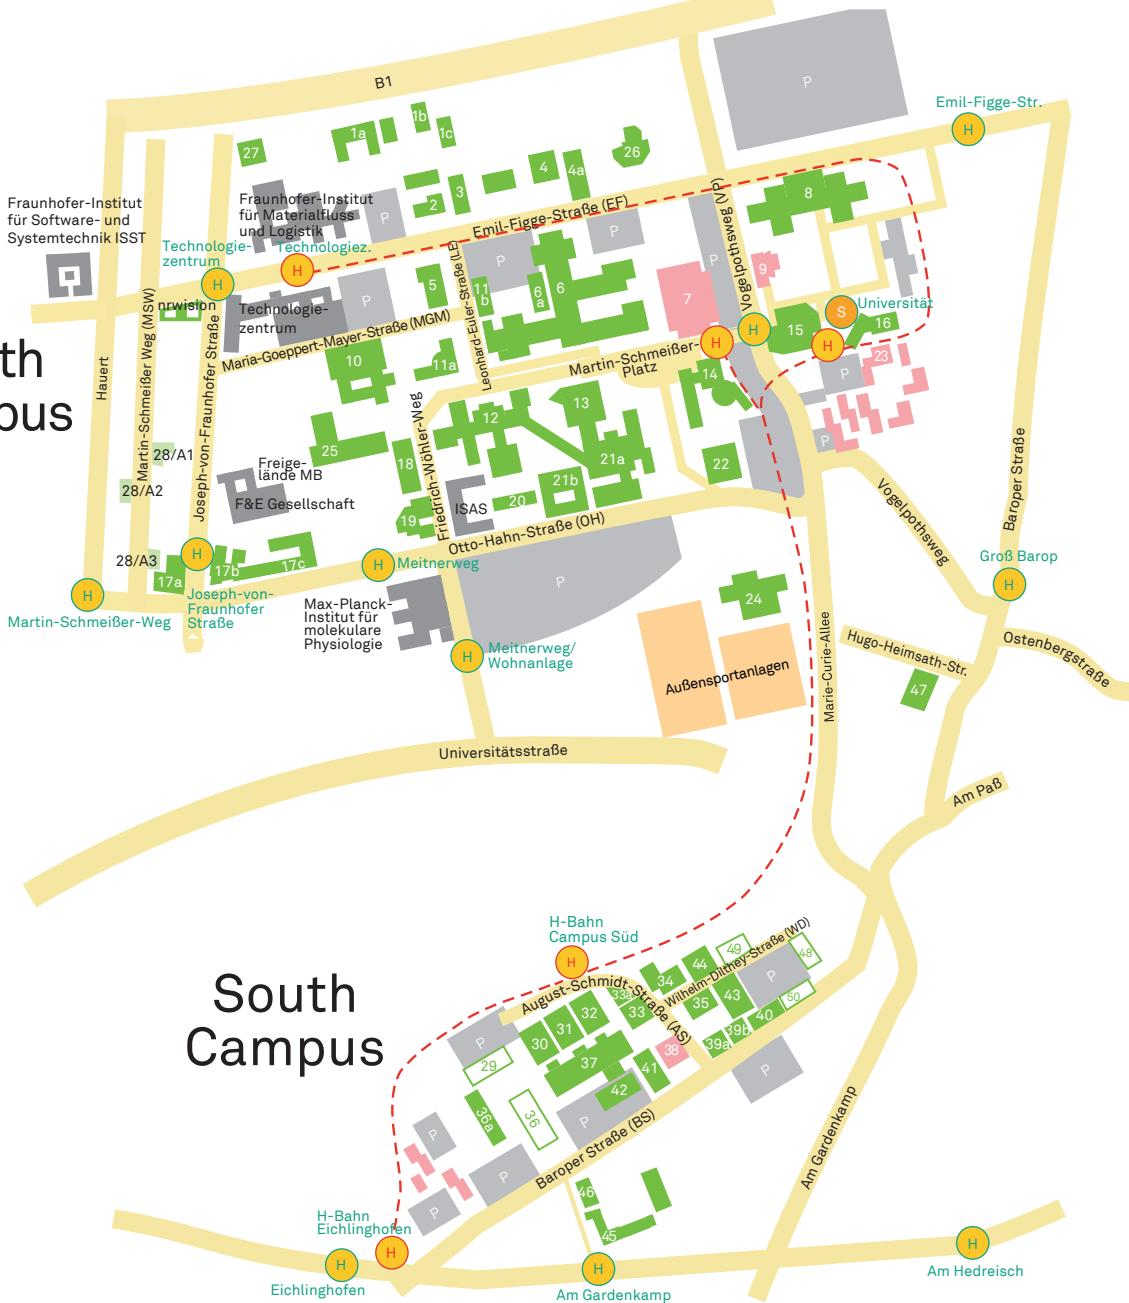 B1
P
Emil-Figge-Str.
1a
1b
1c
27
4
4a
26
Fraunhofer-Institut
für Software- und
Systemtechnik ISST
Fraunhofer-Institut
für Materialfluss
und Logistik
P
2
3
H
8
Emil-Figge-Straße (EF)
P
Vogelpothsweg (VP)
P
Technologie-
zentrum
Technologiez.
H
H
P
5
11
b
6
a
6
7
9
S
Universität
nrwision
Technologie-
zentrum
P
Leonhard-Euler-Straße (LE)
H
H
15
H
16
th
pus
Maria-Goeppert-Mayer-Straße (MGM)
10
11a
Martin-Schmeißer-
Platz
14
P
23
Hauert
Martin-Schmeißer Weg (MSW)
Joseph-von-Fraunhofer Straße
Friedrich-Wöhler-Weg
12
13
P
28/A1
25
18
21a
22
28/A2
Freige-
lände MB
F&E Gesellschaft
ISAS
20
21b
19
Otto-Hahn-Straße (OH)
Vogelpothsweg
Baroper Straße
28/A3
17a
H
17b
17c
H
Meitnerweg
P
Groß Barop
H
H
Martin-Schmeißer-Weg
Joseph-von-
Fraunhofer
Straße
Max-Planck-
Institut für
molekulare
Physiologie
24
H
Meitnerweg/
Wohnanlage
Außensportanlagen
Marie-Curie-Allee
Hugo-Heimsath-Str.
Ostenbergstraße
47
Universitätsstraße
Am Paß
South
Campus
H-Bahn
Campus Süd
H
August-Schmidt-Straße (AS)
Wilhelm-Dilthey-Straße (WD)
34
44
49
48
P
33a
33
35
43
50
P
30
31
32
39a
39b
40
29
37
38
41
42
P
36a
36
P
P
Baroper Straße (BS)
Am Gardenkamp
P
P
46
45
H-Bahn
Eichlinghofen
H
H
Eichlinghofen
H
Am Gardenkamp
H
Am Hedreisch